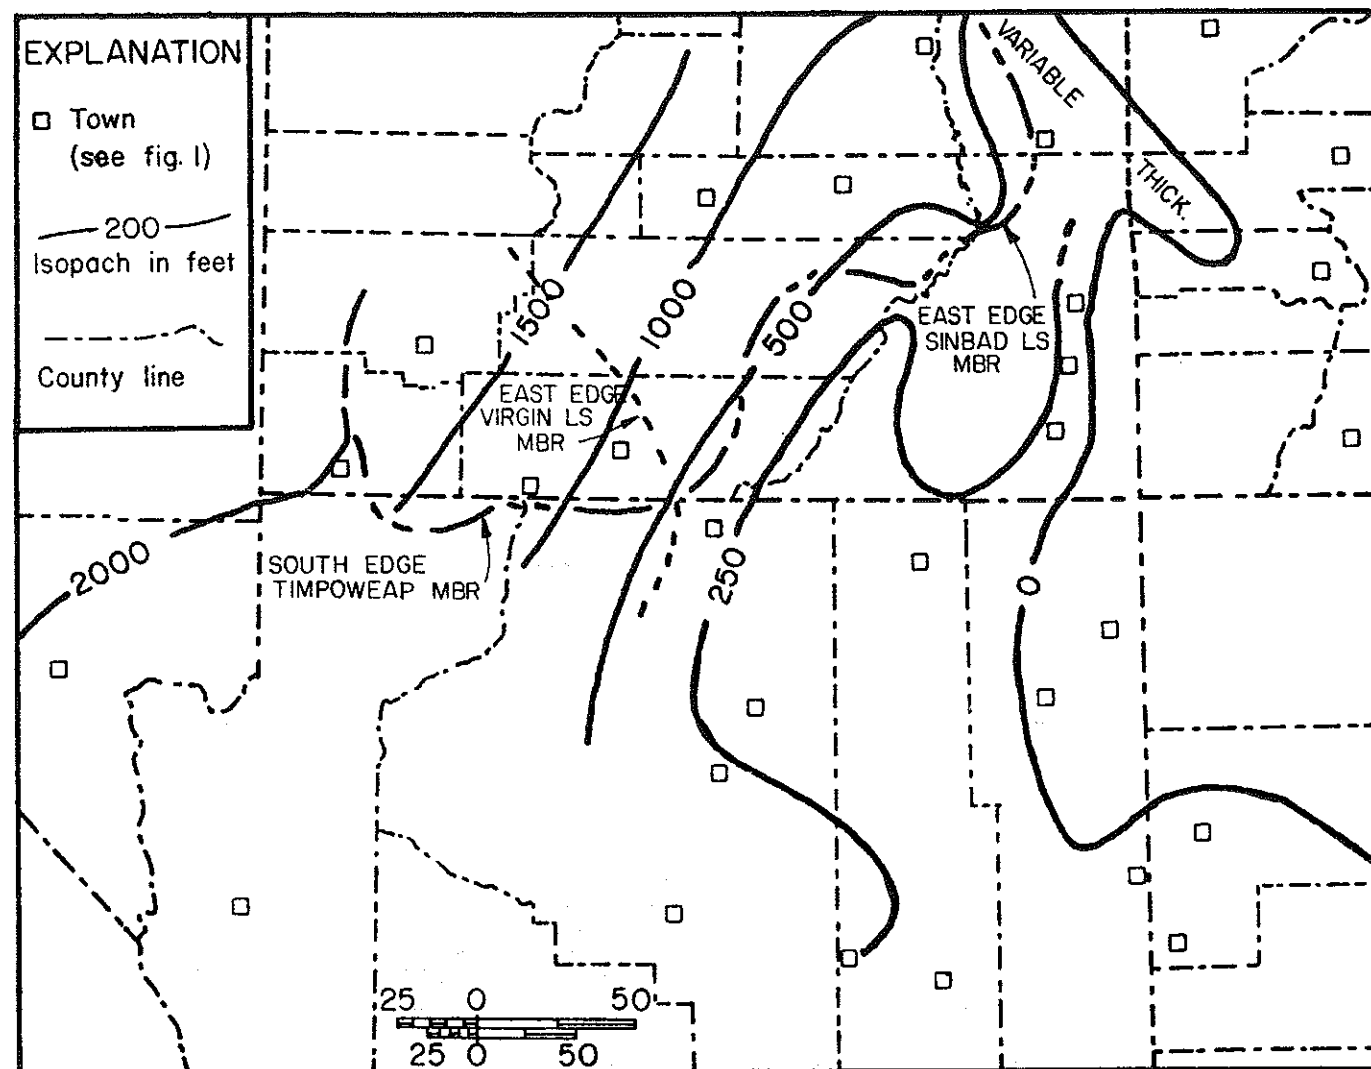 EXPLANATION
Town
(see fig. 1)
200
Isopach in feet
County line
VARIABLE
THICK.
1500
1000
500
EAST EDGE
SINBAD LS
MBR
EAST EDGE
VIRGIN LS
MBR
2000
SOUTH EDGE
TIMPOWEAP MBR
250
0
25 0 50
25 0 50